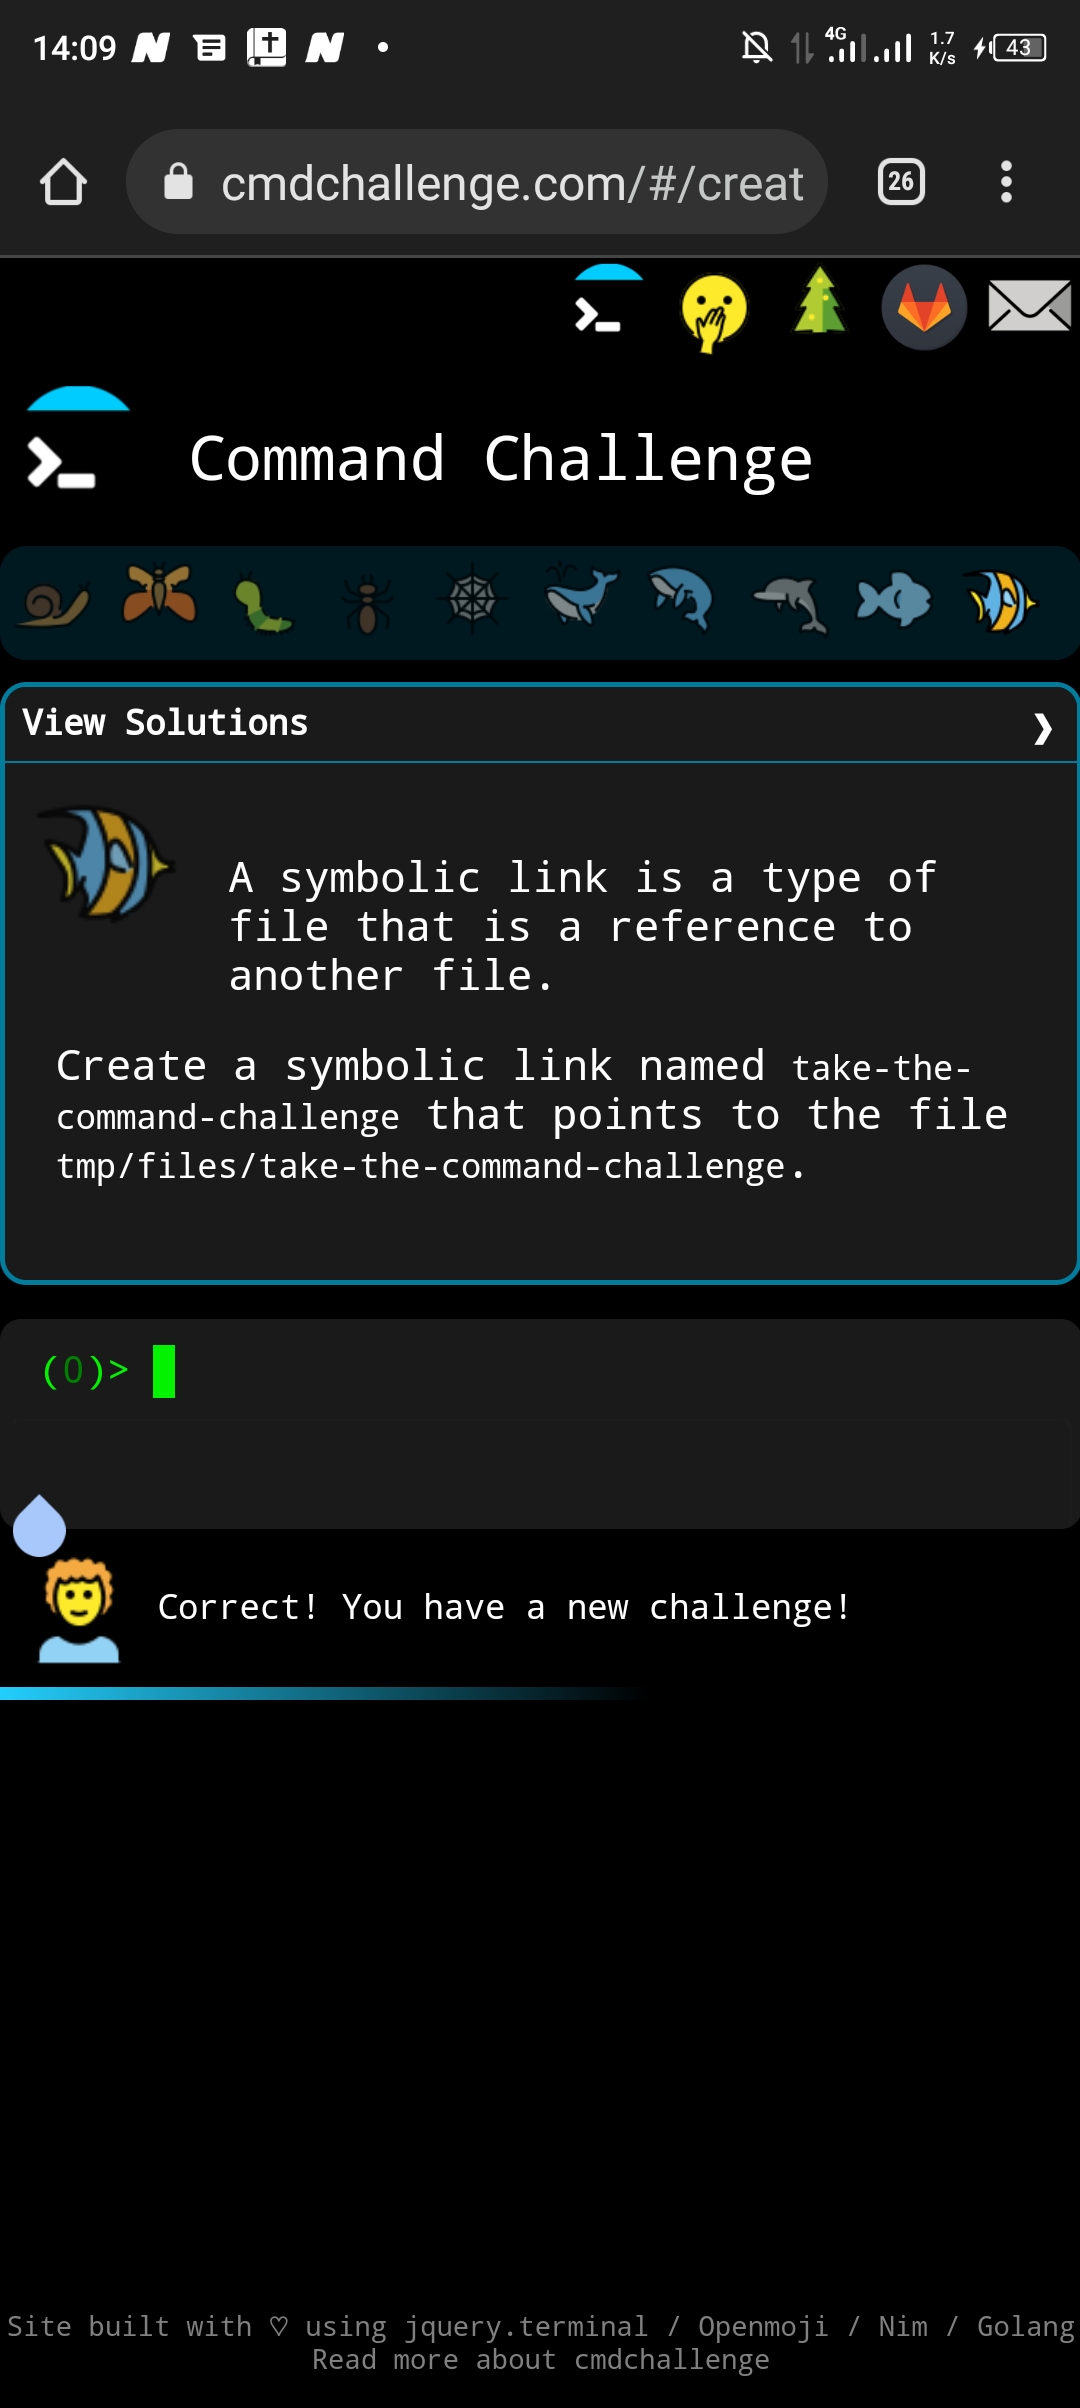 14:09
4G
1.7
K/s
43
cmdchallenge.com/#/creat
26
Command Challenge
View Solutions
A symbolic link is a type of
file that is a reference to
another file.
Create a symbolic link named take-the-
command-challenge that points to the file
tmp/files/take-the-command-challenge.
(0)>
Correct! You have a new challenge!
Site built with ♡ using jquery.terminal / Openmoji / Nim / Golang
Read more about cmdchallenge